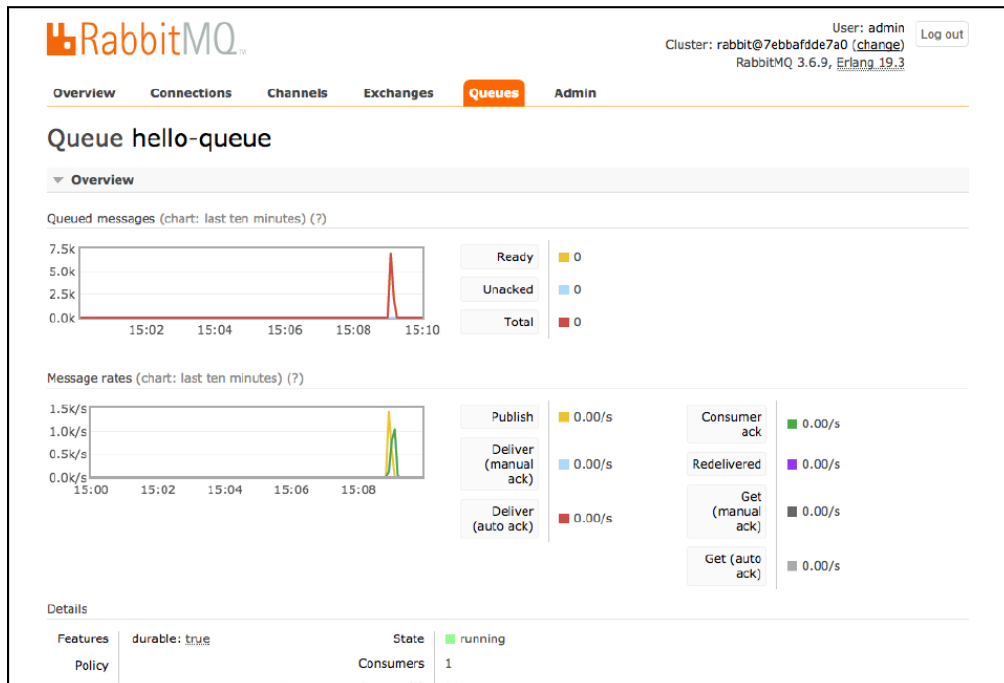 RabbitMQ
User: admin
Log out
Cluster: rabbit@7ebbafdde7a0 (change)
RabbitMQ 3.6.9, Erlang 19.3
Overview Connections Channels Exchanges Queues Admin
Queue hello-queue
Overview
Queued messages (chart: last ten minutes) (?)
7.5k
5.0k
2.5k
0.0k
15:02 15:04 15:06 15:08 15:10
Ready 0
Unacked 0
Total 0
Message rates (chart: last ten minutes) (?)
1.5k/s
1.0k/s
0.5k/s
0.0k/s
15:00 15:02 15:04 15:06 15:08
Publish 0.00/s
Deliver
(manual
ack)
0.00/s
Deliver
(auto ack)
0.00/s
Consumer
ack
0.00/s
Redelivered 0.00/s
Get
(manual
ack)
0.00/s
Get (auto
ack)
0.00/s
Details
Features durable: true
Policy
State running
Consumers 1